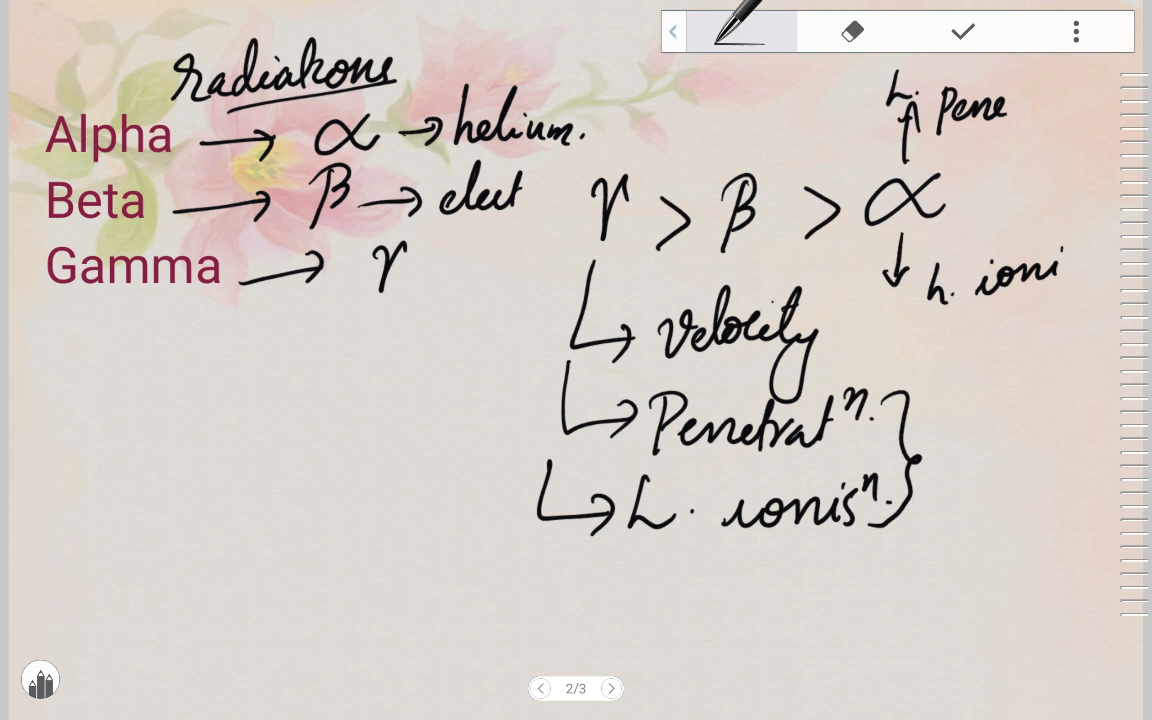 radiations
Alpha → α → helium.
Beta → β → elect
Gamma → γ
L. Pene
γ > β > α
h. ioni
↳ Velocity
↳ Penetratⁿ.
↳ L. ionisⁿ.
2/3